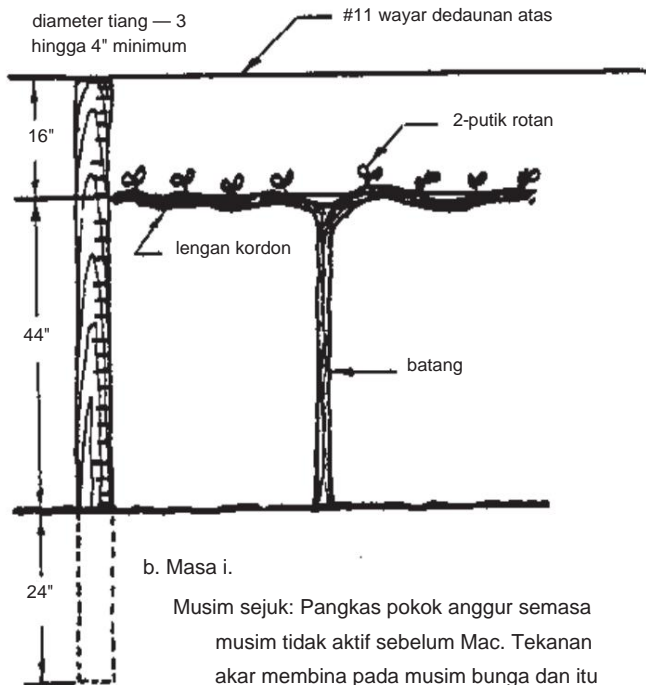 diameter tiang — 3
hingga 4" minimum
#11 wayar dedaunan atas
16"
2-putik rotan
lengan kordon
44"
batang
24"
b. Masa i.
Musim sejuk: Pangkas pokok anggur semasa
musim tidak aktif sebelum Mac. Tekanan
akar membina pada musim bunga dan itu